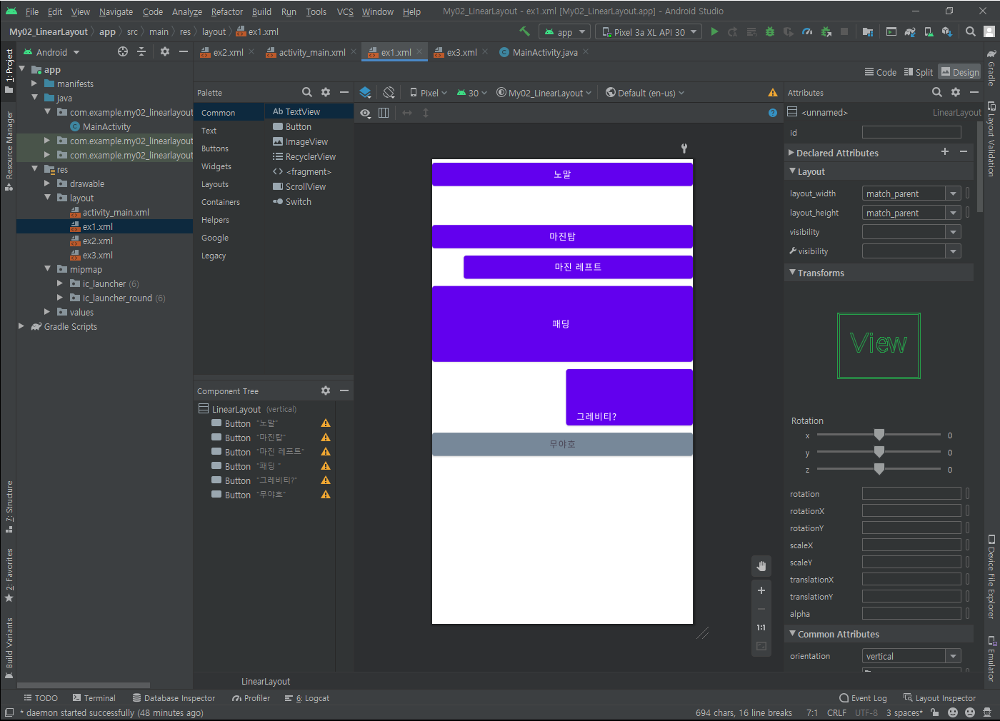 File Edit View Navigate Code Analyze Refactor Build Run Tools VCS Window Help My02_LinearLayout - ex1.xml [My02_LinearLayout.app] - Android Studio
My02_LinearLayout app src main res layout ex1.xml
app
Pixel 3a XL API 30
1: Project
Resource Manager
7: Structure
2: Favorites
Build Variants
Android
app
manifests
java
com.example.my02_linearlayout
MainActivity
com.example.my02_linearlayout
com.example.my02_linearlayout
res
drawable
layout
activity_main.xml
ex1.xml
ex2.xml
ex3.xml
mipmap
ic_launcher (6)
ic_launcher_round (6)
values
Gradle Scripts
ex2.xml activity_main.xml ex1.xml ex3.xml MainActivity.java
Code Split Design
Palette
Common
Text
Buttons
Widgets
Layouts
Containers
Helpers
Google
Legacy
Ab TextView
Button
ImageView
RecyclerView
<fragment>
ScrollView
Switch
Component Tree
LinearLayout (vertical)
Button "노말"
Button "마진탑"
Button "마진 레프트"
Button "패딩 "
Button "그레비티?"
Button "무야호"
Pixel 30 My02_LinearLayout Default (en-us)
노말
마진탑
마진 레프트
패딩
그레비티?
무야호
1:1
LinearLayout
Attributes
<unnamed> LinearLayout
id
Declared Attributes
Layout
layout_width match_parent
layout_height match_parent
visibility
visibility
Transforms
View
Rotation
x 0
y 0
z 0
rotation
rotationX
rotationY
scaleX
scaleY
translationX
translationY
alpha
Common Attributes
orientation vertical
Gradle
Layout Validation
Device File Explorer
Emulator
TODO Terminal Database Inspector Profiler 6: Logcat Event Log Layout Inspector
* daemon started successfully (48 minutes ago) 694 chars, 16 line breaks 7:1 CRLF UTF-8 3 spaces*